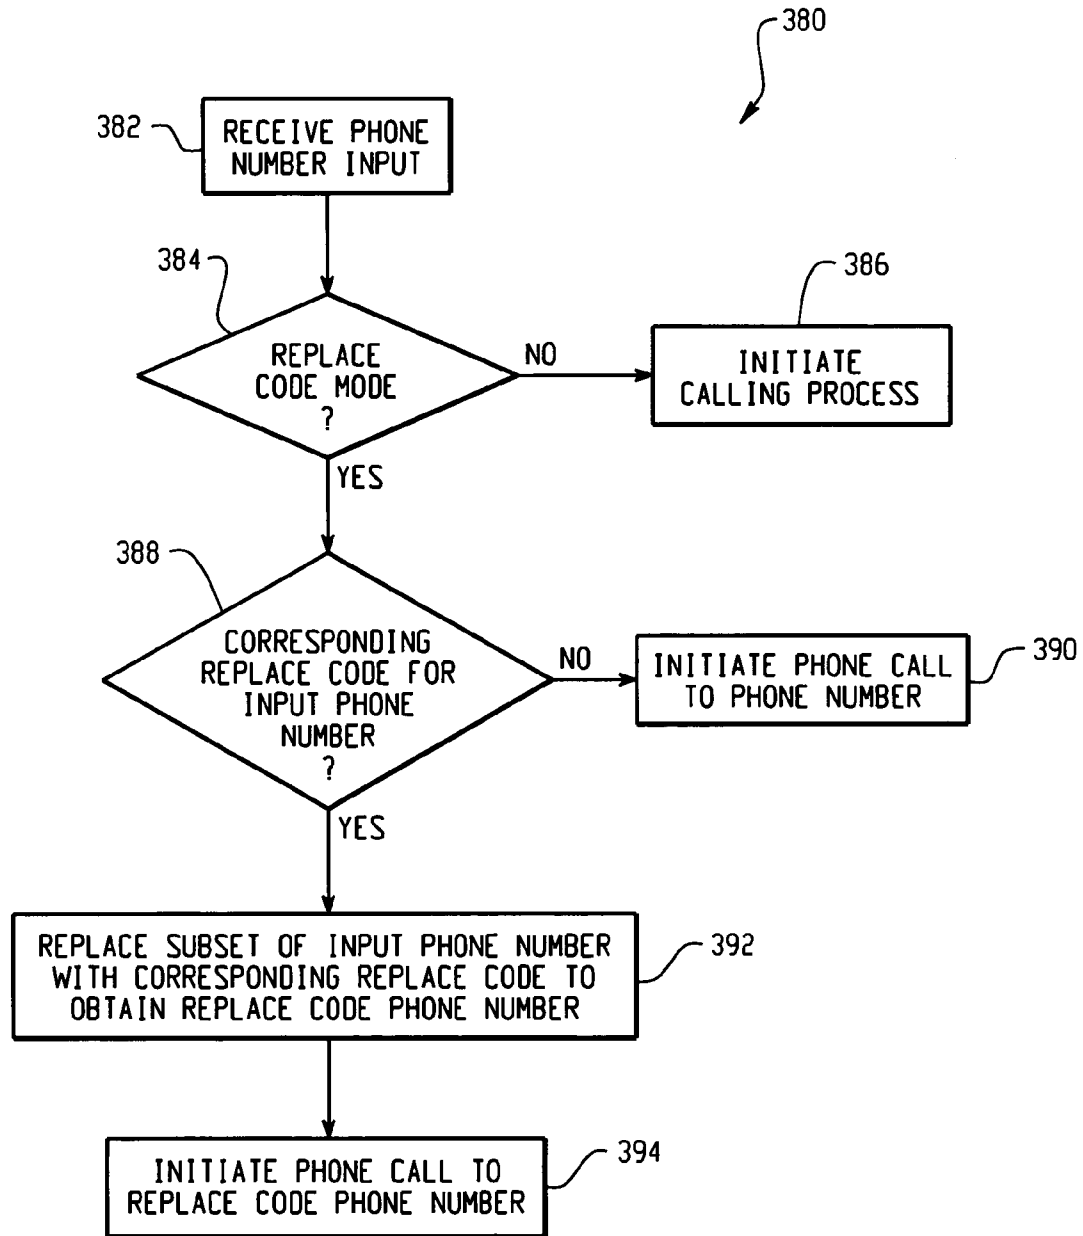 380
382
RECEIVE PHONE
NUMBER INPUT
384
REPLACE
CODE MODE
?
NO
386
INITIATE
CALLING PROCESS
YES
388
CORRESPONDING
REPLACE CODE FOR
INPUT PHONE
NUMBER
?
NO
INITIATE PHONE CALL
TO PHONE NUMBER
390
YES
REPLACE SUBSET OF INPUT PHONE NUMBER
WITH CORRESPONDING REPLACE CODE TO
OBTAIN REPLACE CODE PHONE NUMBER
392
INITIATE PHONE CALL TO
REPLACE CODE PHONE NUMBER
394